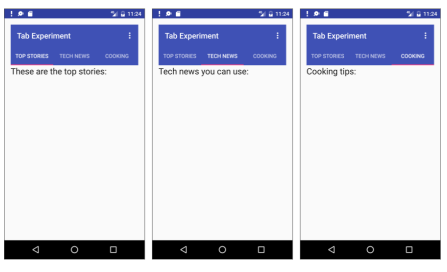 11:24
Tab Experiment
TOP STORIES TECH NEWS COOKING
These are the top stories:
11:24
Tab Experiment
TOP STORIES TECH NEWS COOKING
Tech news you can use:
11:24
Tab Experiment
TOP STORIES TECH NEWS COOKING
Cooking tips: